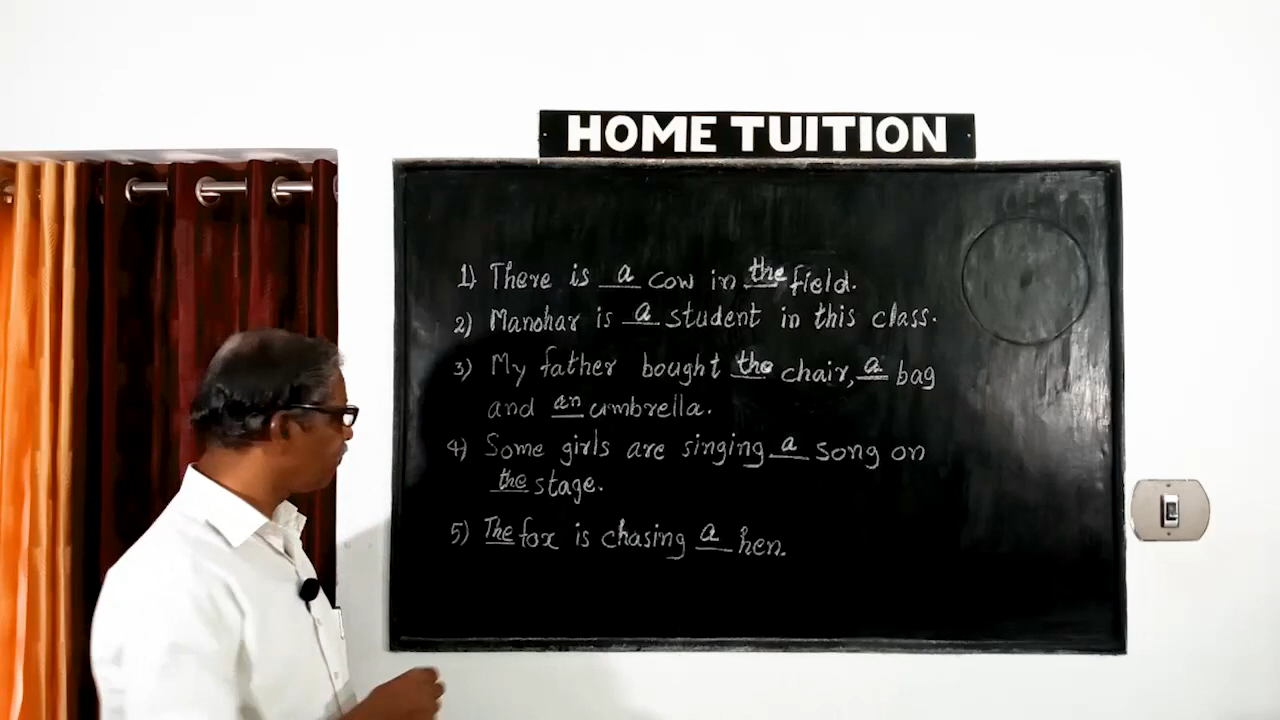 HOME TUITION
1) There is a cow in the field.
2) Manohar is a student in this class.
3) My father bought the chair, a bag
and an umbrella.
4) Some girls are singing a song on
the stage.
5) The fox is chasing a hen.